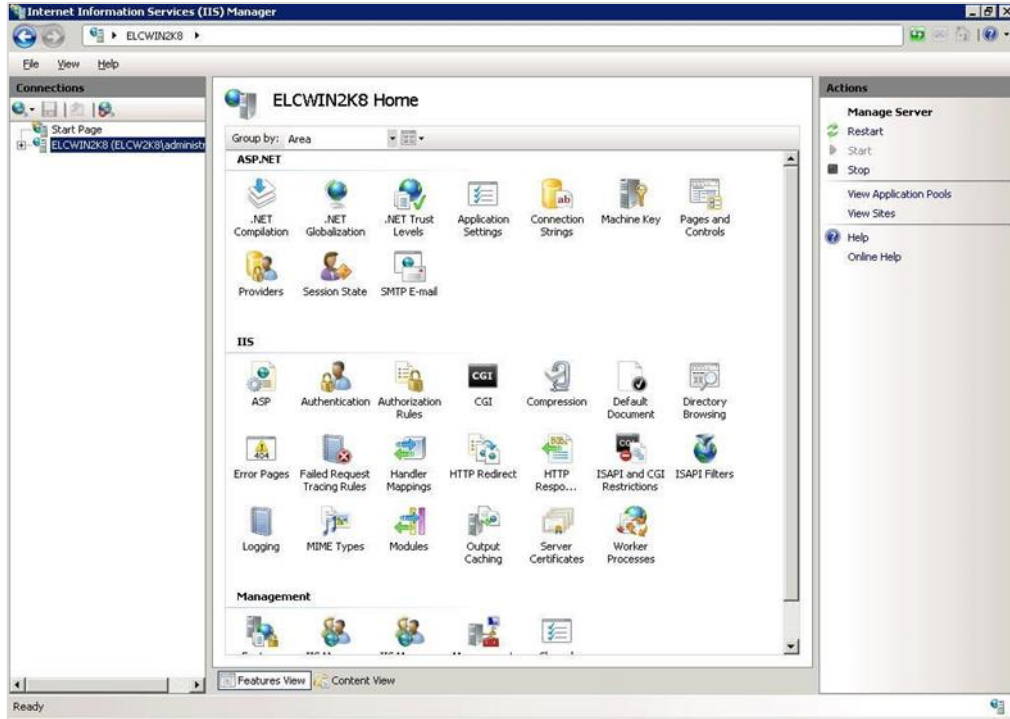 Internet Information Services (IIS) Manager
ELCWIN2K8
File View Help
Connections
Start Page
ELCWIN2K8 (ELCW2K8\administr
ELCWIN2K8 Home
Group by: Area
ASP.NET
.NET Compilation
.NET Globalization
.NET Trust Levels
Application Settings
Connection Strings
Machine Key
Pages and Controls
Providers
Session State
SMTP E-mail
IIS
ASP
Authentication
Authorization Rules
CGI
Compression
Default Document
Directory Browsing
Error Pages
Failed Request Tracing Rules
Handler Mappings
HTTP Redirect
HTTP Respo...
ISAPI and CGI Restrictions
ISAPI Filters
Logging
MIME Types
Modules
Output Caching
Server Certificates
Worker Processes
Management
Features View
Content View
Actions
Manage Server
Restart
Start
Stop
View Application Pools
View Sites
Help
Online Help
Ready